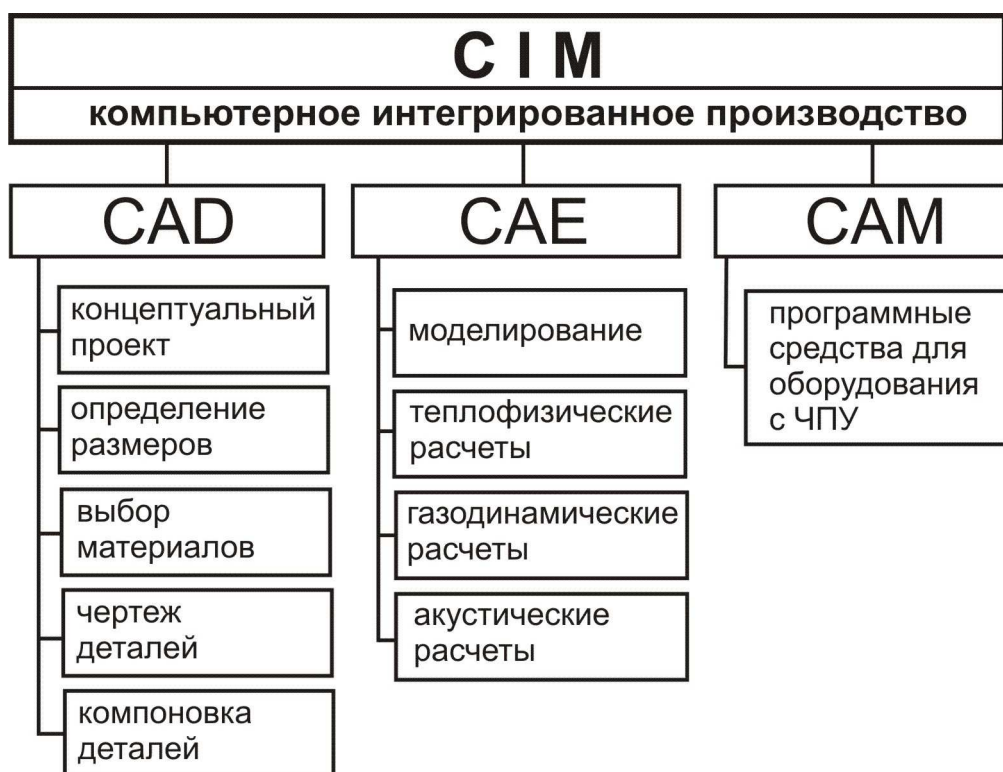 C I M
компьютерное интегрированное производство
CAD
концептуальный
проект
определение
размеров
выбор
материалов
чертеж
деталей
компоновка
деталей
CAE
моделирование
теплофизические
расчеты
газодинамические
расчеты
акустические
расчеты
CAM
программные
средства для
оборудования
с ЧПУ